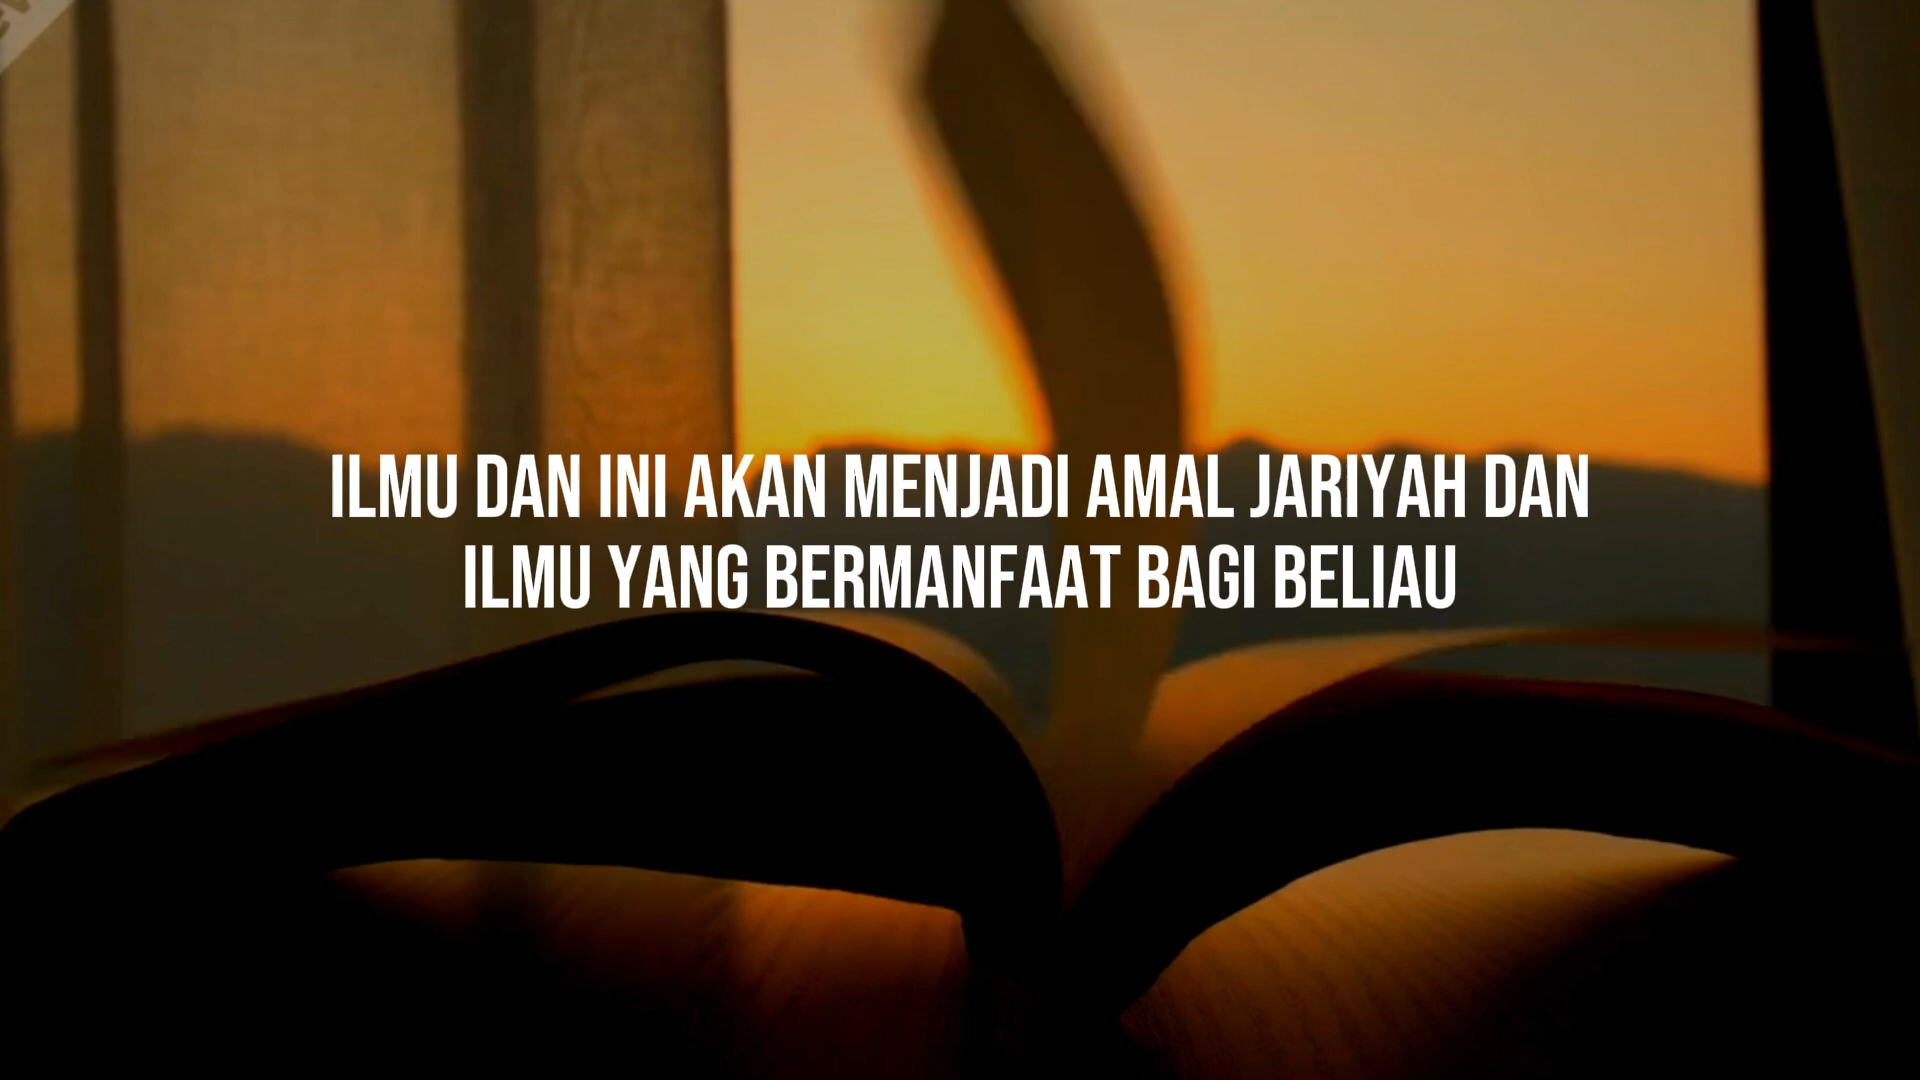 ILMU DAN INI AKAN MENJADI AMAL JARIYAH DAN
ILMU YANG BERMANFAAT BAGI BELIAU